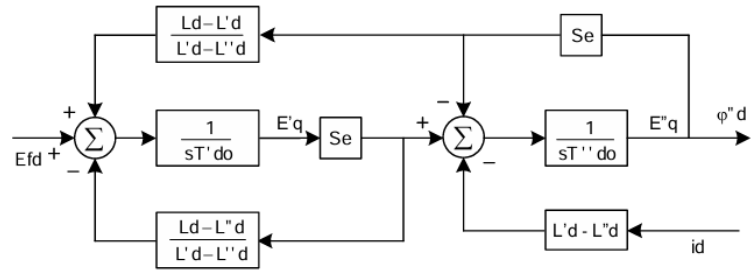 Ld–L'd
L'd–L''d
Se
+
–
Efd
+
–
Σ
1
sT'do
E'q
Se
+
Σ
–
1
sT''do
E"q
φ"d
Ld–L"d
L'd–L''d
L'd - L"d
id